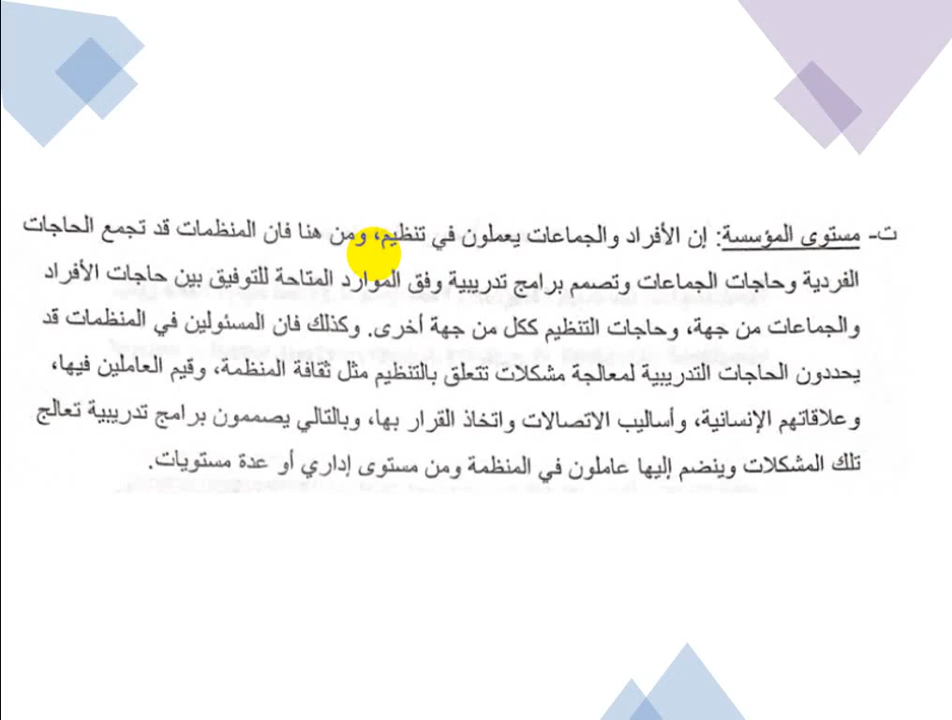 ت- مستوى المؤسسة: إن الأفراد والجماعات يعملون في تنظيم، ومن هنا فان المنظمات قد تجمع الحاجات
الفردية وحاجات الجماعات وتصمم برامج تدريبية وفق الموارد المتاحة للتوفيق بين حاجات الأفراد
والجماعات من جهة، وحاجات التنظيم ككل من جهة أخرى. وكذلك فان المسئولين في المنظمات قد
يحددون الحاجات التدريبية لمعالجة مشكلات تتعلق بالتنظيم مثل ثقافة المنظمة، وقيم العاملين فيها،
وعلاقاتهم الإنسانية، وأساليب الاتصالات واتخاذ القرار بها، وبالتالي يصممون برامج تدريبية تعالج
تلك المشكلات وينضم إليها عاملون في المنظمة ومن مستوى إداري أو عدة مستويات.